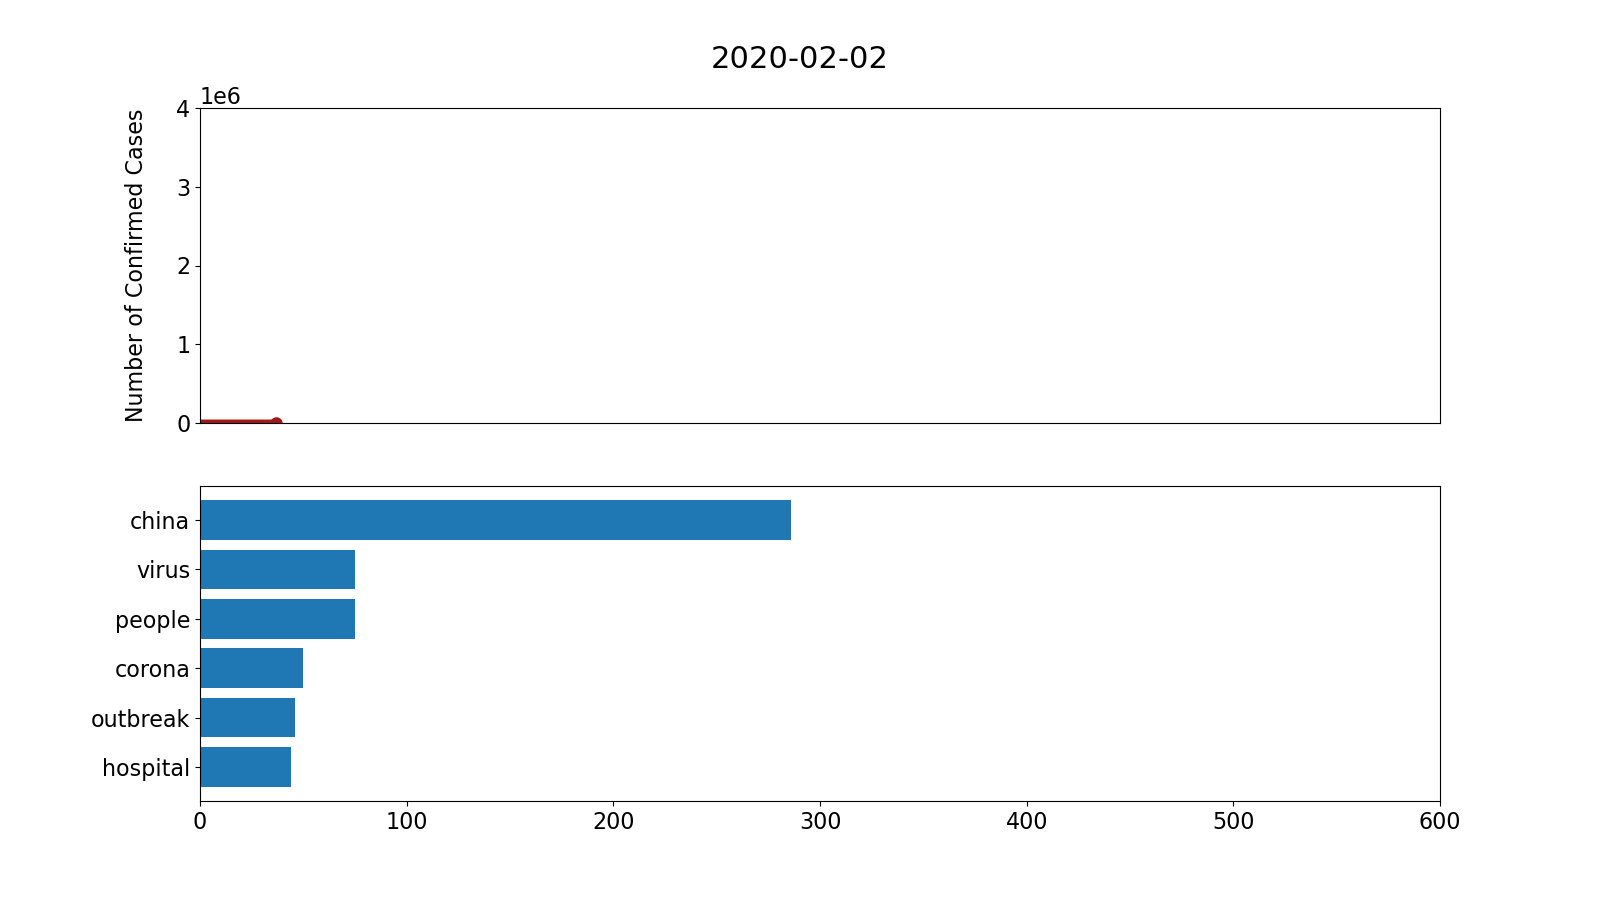 2020-02-02
1e6
4
3
2
1
0
Number of Confirmed Cases
china
virus
people
corona
outbreak
hospital
0 100 200 300 400 500 600